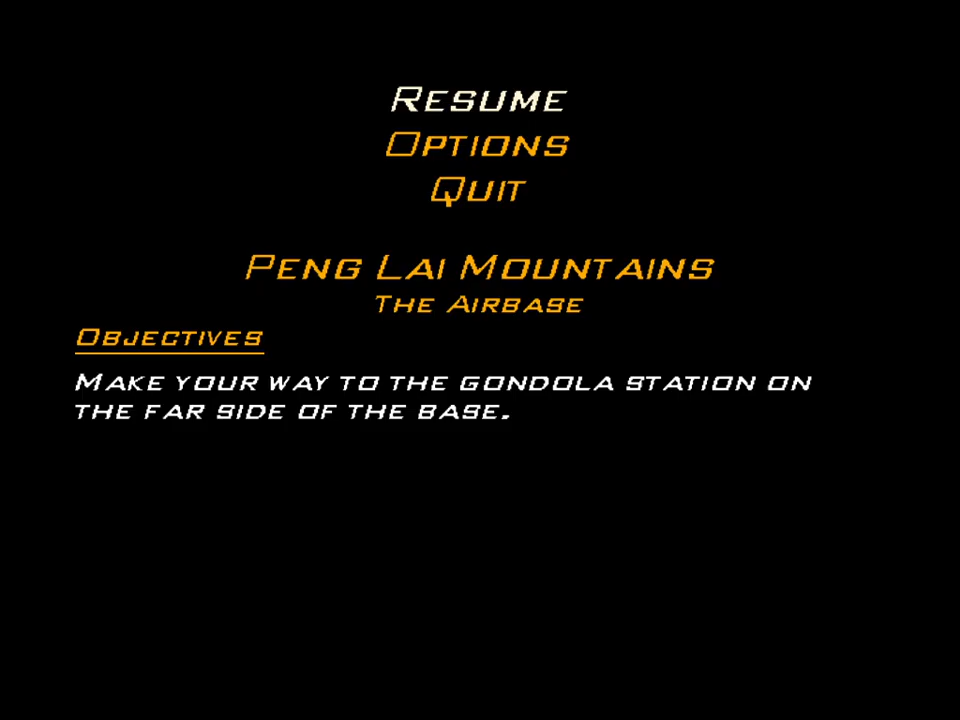 Resume
Options
Quit
Peng Lai Mountains
The Airbase
Objectives
Make your way to the gondola station on
the far side of the base.